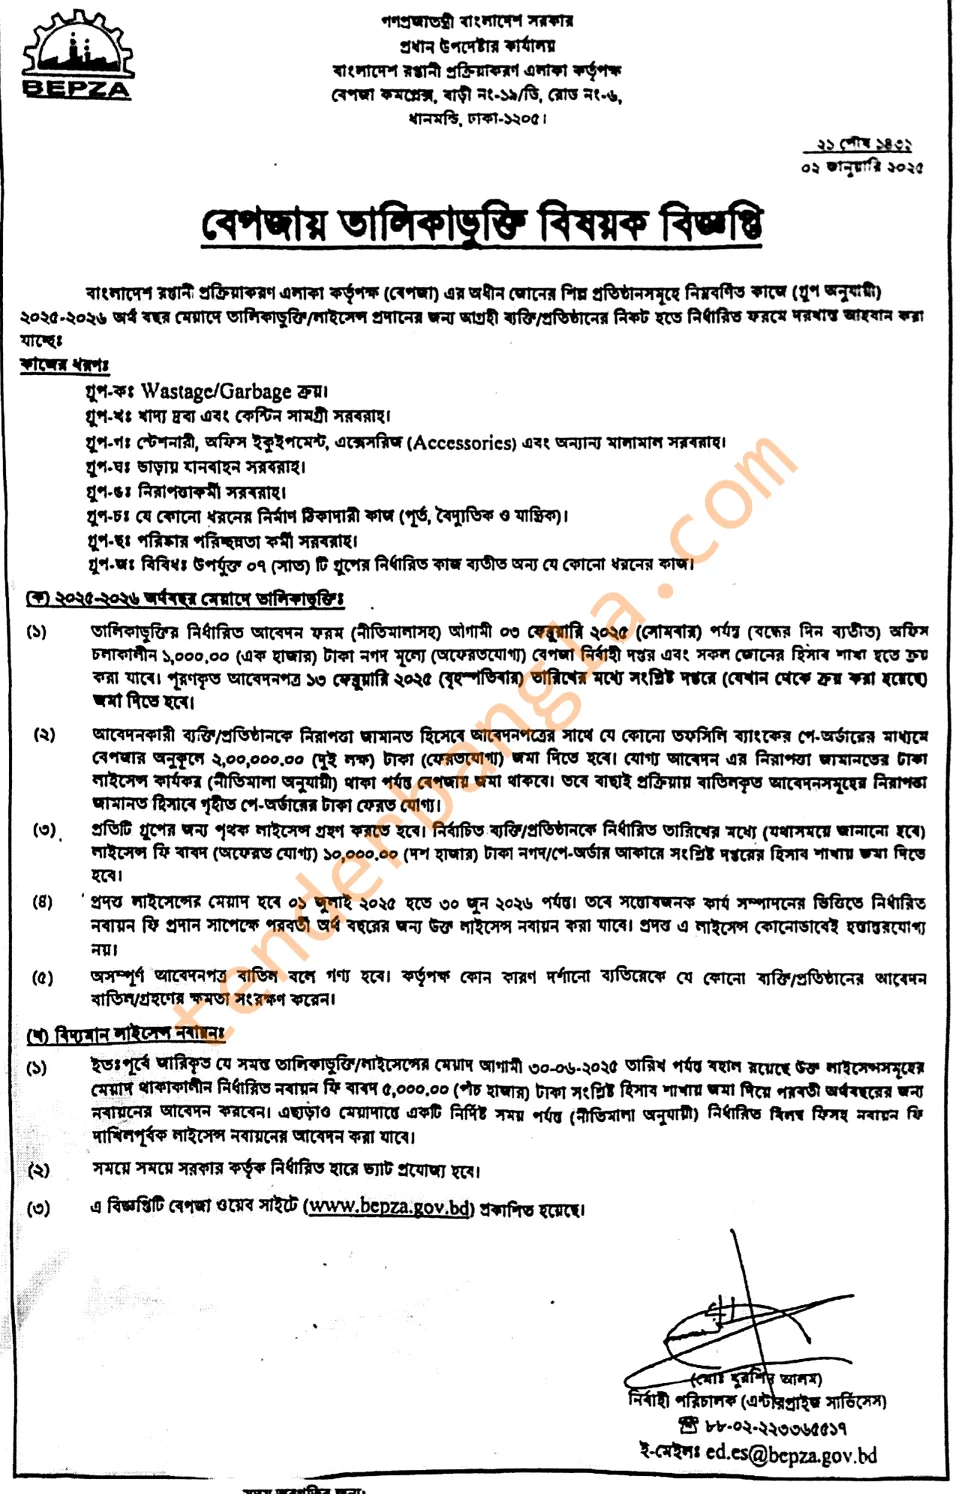 BEPZA
গণপ্রজাতন্ত্রী বাংলাদেশ সরকার
প্রধান উপদেষ্টার কার্যালয়
বাংলাদেশ রপ্তানী প্রক্রিয়াকরণ এলাকা কর্তৃপক্ষ
বেপজা কমপ্লেক্স, বাড়ী নং-১৯/ডি, রোড নং-৬,
ধানমন্ডি, ঢাকা-১২০৫।
২১ পৌষ ১৪৩১
০২ জানুয়ারি ২০২৫
বেপজায় তালিকাভুক্তি বিষয়ক বিজ্ঞপ্তি
বাংলাদেশ রপ্তানী প্রক্রিয়াকরণ এলাকা কর্তৃপক্ষ (বেপজা) এর অধীন জোনের শিল্প প্রতিষ্ঠানসমূহে নিম্নবর্ণিত কাজে (গ্রুপ অনুযায়ী)
২০২৫-২০২৬ অর্থ বছর মেয়াদে তালিকাভুক্তি/লাইসেন্স প্রদানের জন্য আগ্রহী ব্যক্তি/প্রতিষ্ঠানের নিকট হতে নির্ধারিত ফরমে দরখাস্ত আহবান করা
যাচ্ছেঃ
কাজের ধরণঃ
গ্রুপ-কঃ Wastage/Garbage ক্রয়।
গ্রুপ-খঃ খাদ্য দ্রব্য এবং কেন্টিন সামগ্রী সরবরাহ।
গ্রুপ-গঃ স্টেশনারী, অফিস ইকুইপমেন্ট, এক্সেসরিজ (Accessories) এবং অন্যান্য মালামাল সরবরাহ।
গ্রুপ-ঘঃ ভাড়ায় যানবাহন সরবরাহ।
গ্রুপ-ঙঃ নিরাপত্তাকর্মী সরবরাহ।
গ্রুপ-চঃ যে কোনো ধরনের নির্মাণ ঠিকাদারী কাজ (পূর্ত, বৈদ্যুতিক ও যান্ত্রিক)।
গ্রুপ-ছঃ পরিষ্কার পরিচ্ছন্নতা কর্মী সরবরাহ।
গ্রুপ-জঃ বিবিধঃ উপর্যুক্ত ০৭ (সাত) টি গ্রুপের নির্ধারিত কাজ ব্যতীত অন্য যে কোনো ধরনের কাজ।
(ক) ২০২৫-২০২৬ অর্থবছর মেয়াদে তালিকাভুক্তিঃ
(১) তালিকাভুক্তির নির্ধারিত আবেদন ফরম (নীতিমালাসহ) আগামী ০৩ ফেব্রুয়ারি ২০২৫ (সোমবার) পর্যন্ত (বন্ধের দিন ব্যতীত) অফিস
চলাকালীন ১,০০০.০০ (এক হাজার) টাকা নগদ মূল্যে (অফেরতযোগ্য) বেপজা নির্বাহী দপ্তর এবং সকল জোনের হিসাব শাখা হতে ক্রয়
করা যাবে। পূরণকৃত আবেদনপত্র ১৩ ফেব্রুয়ারি ২০২৫ (বৃহস্পতিবার) তারিখের মধ্যে সংশ্লিষ্ট দপ্তরে (যেখান থেকে ক্রয় করা হয়েছে)
জমা দিতে হবে।
(২) আবেদনকারী ব্যক্তি/প্রতিষ্ঠানকে নিরাপত্তা জামানত হিসেবে আবেদনপত্রের সাথে যে কোনো তফসিলি ব্যাংকের পে-অর্ডারের মাধ্যমে
বেপজার অনুকূলে ২,০০,০০০.০০ (দুই লক্ষ) টাকা (ফেরতযোগ্য) জমা দিতে হবে। যোগ্য আবেদন এর নিরাপত্তা জামানতের টাকা
লাইসেন্স কার্যকর (নীতিমালা অনুযায়ী) থাকা পর্যন্ত বেপজায় জমা থাকবে। তবে বাছাই প্রক্রিয়ায় বাতিলকৃত আবেদনসমূহের নিরাপত্তা
জামানত হিসাবে গৃহীত পে-অর্ডারের টাকা ফেরত যোগ্য।
(৩) প্রতিটি গ্রুপের জন্য পৃথক লাইসেন্স গ্রহণ করতে হবে। নির্বাচিত ব্যক্তি/প্রতিষ্ঠানকে নির্ধারিত তারিখের মধ্যে (যথাসময়ে জানানো হবে)
লাইসেন্স ফি বাবদ (অফেরত যোগ্য) ১০,০০০.০০ (দশ হাজার) টাকা নগদ/পে-অর্ডার আকারে সংশ্লিষ্ট দপ্তরের হিসাব শাখায় জমা দিতে
হবে।
(৪) প্রদত্ত লাইসেন্সের মেয়াদ হবে ০১ জুলাই ২০২৫ হতে ৩০ জুন ২০২৬ পর্যন্ত। তবে সন্তোষজনক কার্য সম্পাদনের ভিত্তিতে নির্ধারিত
নবায়ন ফি প্রদান সাপেক্ষে পরবর্তী অর্থ বছরের জন্য উক্ত লাইসেন্স নবায়ন করা যাবে। প্রদত্ত এ লাইসেন্স কোনোভাবেই হস্তান্তরযোগ্য
নয়।
(৫) অসম্পূর্ণ আবেদনপত্র বাতিল বলে গণ্য হবে। কর্তৃপক্ষ কোন কারণ দর্শানো ব্যতিরেকে যে কোনো ব্যক্তি/প্রতিষ্ঠানের আবেদন
বাতিল/গ্রহণের ক্ষমতা সংরক্ষণ করেন।
(খ) বিদ্যমান লাইসেন্স নবায়নঃ
(১) ইতঃপূর্বে জারিকৃত যে সমস্ত তালিকাভুক্তি/লাইসেন্সের মেয়াদ আগামী ৩০-০৬-২০২৫ তারিখ পর্যন্ত বহাল রয়েছে উক্ত লাইসেন্সসমূহের
মেয়াদ থাকাকালীন নির্ধারিত নবায়ন ফি বাবদ ৫,০০০.০০ (পাঁচ হাজার) টাকা সংশ্লিষ্ট হিসাব শাখায় জমা দিয়ে পরবর্তী অর্থবছরের জন্য
নবায়নের আবেদন করবেন। এছাড়াও মেয়াদান্তে একটি নির্দিষ্ট সময় পর্যন্ত (নীতিমালা অনুযায়ী) নির্ধারিত বিলম্ব ফিসহ নবায়ন ফি
দাখিলপূর্বক লাইসেন্স নবায়নের আবেদন করা যাবে।
(২) সময়ে সময়ে সরকার কর্তৃক নির্ধারিত হারে ভ্যাট প্রযোজ্য হবে।
(৩) এ বিজ্ঞপ্তিটি বেপজা ওয়েব সাইটে (www.bepza.gov.bd) প্রকাশিত হয়েছে।
(মোঃ খুরশিদ আলম)
নির্বাহী পরিচালক (এন্টারপ্রাইজ সার্ভিসেস)
☎ ৮৮-০২-২২৩৩৬৫৫১৭
ই-মেইলঃ ed.es@bepza.gov.bd
tenderbangla.com